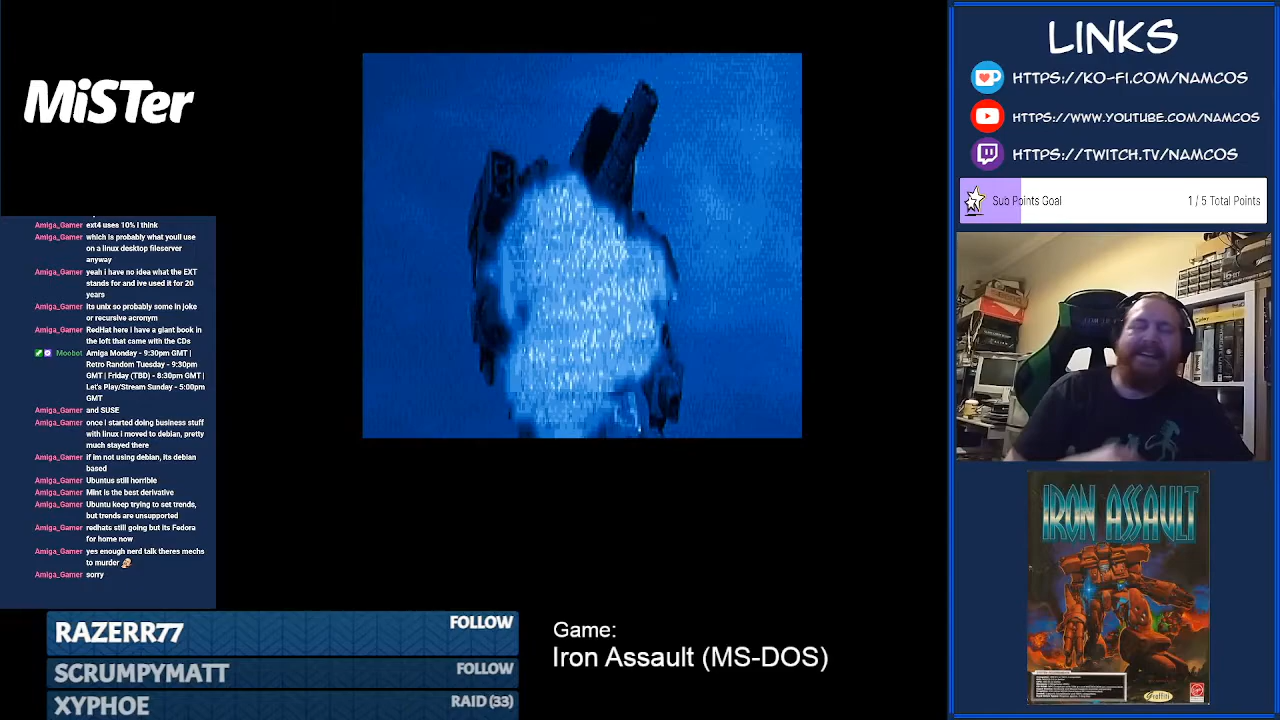 MiSTer
Amiga_Gamer ext4 uses 10% i think
Amiga_Gamer which is probably what youll use
on a linux desktop fileserver
anyway
Amiga_Gamer yeah i have no idea what the EXT
stands for and ive used it for 20
years
Amiga_Gamer its unix so probably some in joke
or recursive acronym
Amiga_Gamer RedHat here i have a giant book in
the loft that came with the CDs
Moobot Amiga Monday - 9:30pm GMT |
Retro Random Tuesday - 9:30pm
GMT | Friday (TBD) - 8:30pm GMT |
Let's Play/Stream Sunday - 5:00pm
GMT
Amiga_Gamer and SUSE
Amiga_Gamer once i started doing business stuff
with linux i moved to debian, pretty
much stayed there
Amiga_Gamer if im not using debian, its debian
based
Amiga_Gamer Ubuntus still horrible
Amiga_Gamer Mint is the best derivative
Amiga_Gamer Ubuntu keep trying to set trends,
but trends are unsupported
Amiga_Gamer redhats still going but its Fedora
for home now
Amiga_Gamer yes enough nerd talk theres mechs
to murder
Amiga_Gamer sorry
RAZERR77 FOLLOW
SCRUMPYMATT FOLLOW
XYPHOE RAID (33)
Game:
Iron Assault (MS-DOS)
LINKS
HTTPS://KO-FI.COM/NAMCOS
HTTPS://WWW.YOUTUBE.COM/NAMCOS
HTTPS://TWITCH.TV/NAMCOS
Sub Points Goal 1 / 5 Total Points
IRON ASSAULT
Graffiti